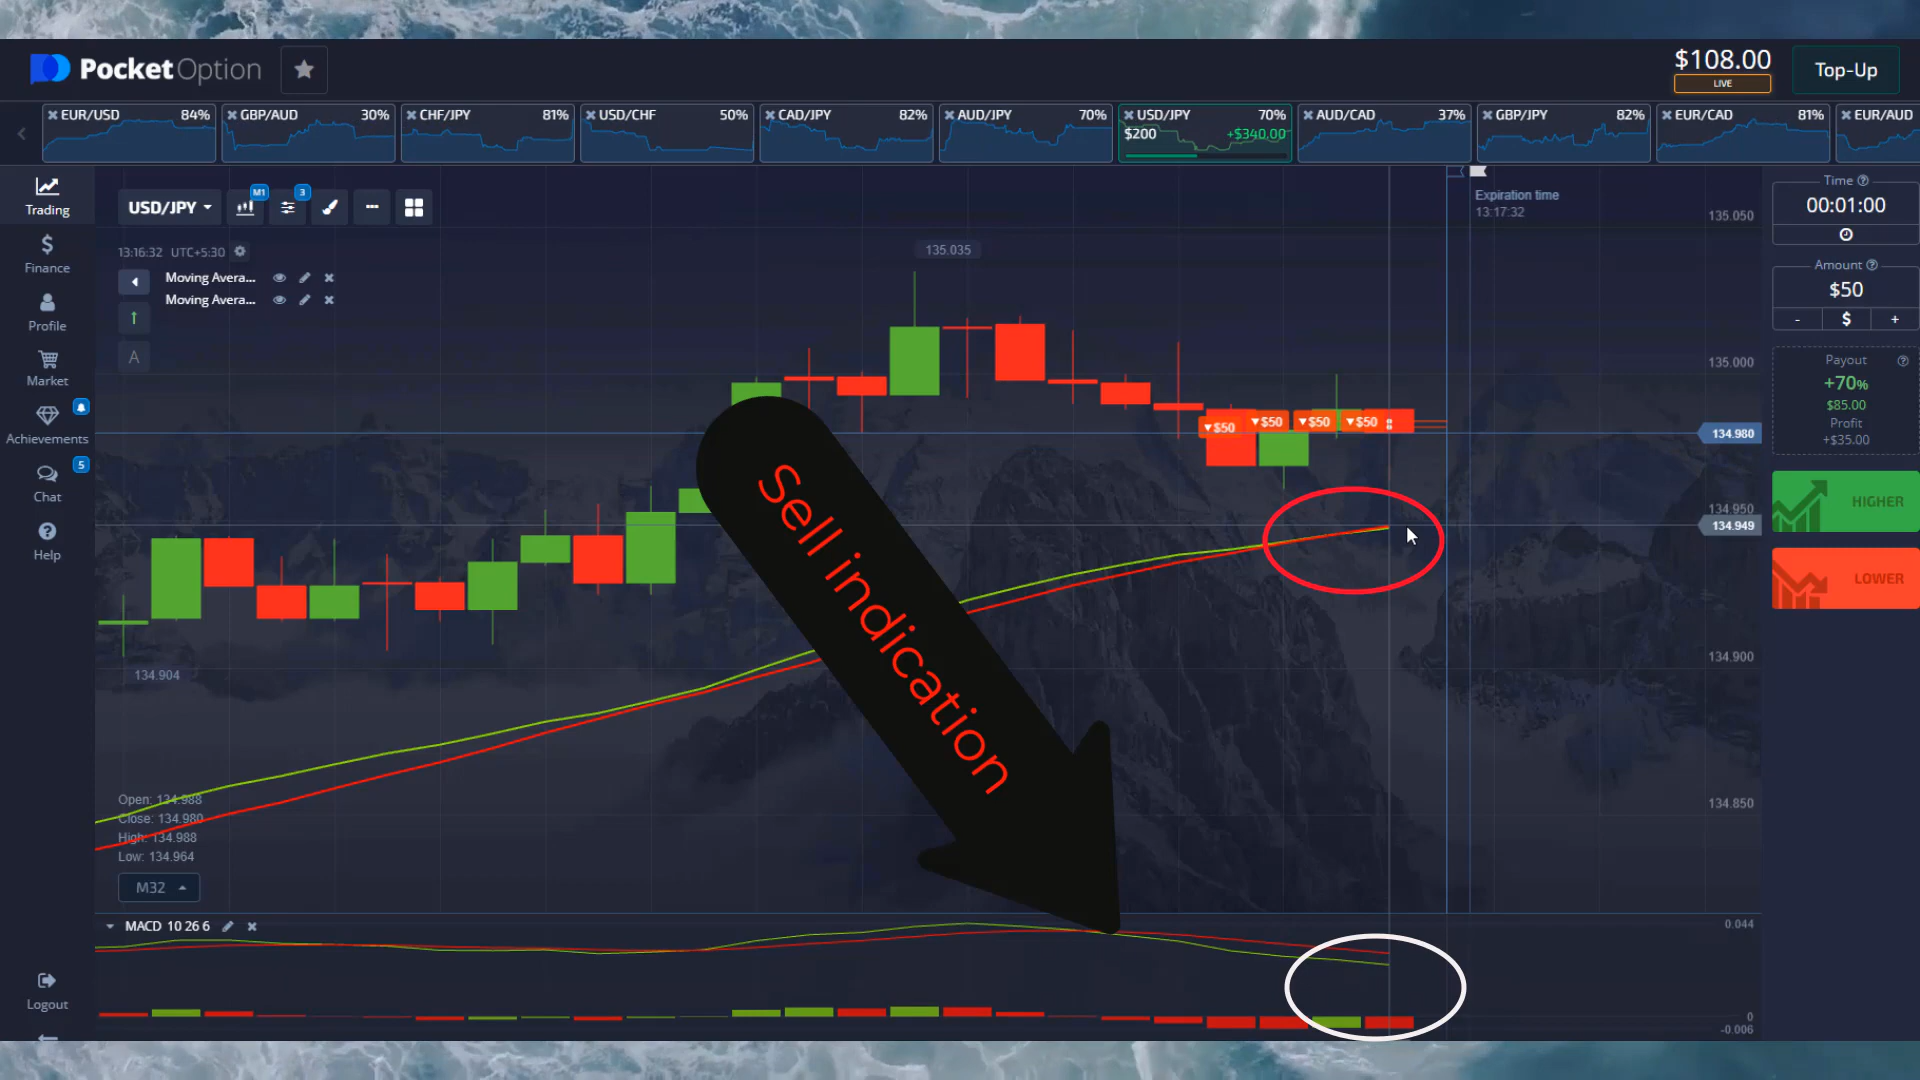 PocketOption
$108.00
LIVE
Top-Up
EUR/USD 84%
GBP/AUD 30%
CHF/JPY 81%
USD/CHF 50%
CAD/JPY 82%
AUD/JPY 70%
USD/JPY 70%
$200 +$340.00
AUD/CAD 37%
GBP/JPY 82%
EUR/CAD 81%
EUR/AUD
Trading
Finance
Profile
Market
Achievements
5
Chat
Help
Logout
USD/JPY
M1
3
13:16:32 UTC+5:30
Moving Avera...
Moving Avera...
A
135.035
134.904
Expiration time
13:17:32
$50
$50
$50
$50
Sell indication
Open: 134.988
Close: 134.980
High: 134.988
Low: 134.964
M32
MACD 10 26 6
135.050
135.000
134.980
134.950
134.949
134.900
134.850
0.044
0
-0.006
Time
00:01:00
Amount
$50
- $ +
Payout
+70%
$85.00
Profit
+$35.00
HIGHER
LOWER